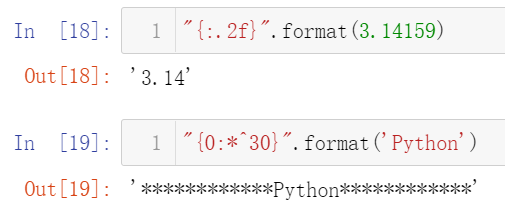 In [18]: 1 "{:.2f}".format(3.14159)
Out[18]: '3.14'
In [19]: 1 "{0:*^30}".format('Python')
Out[19]: '************Python************'